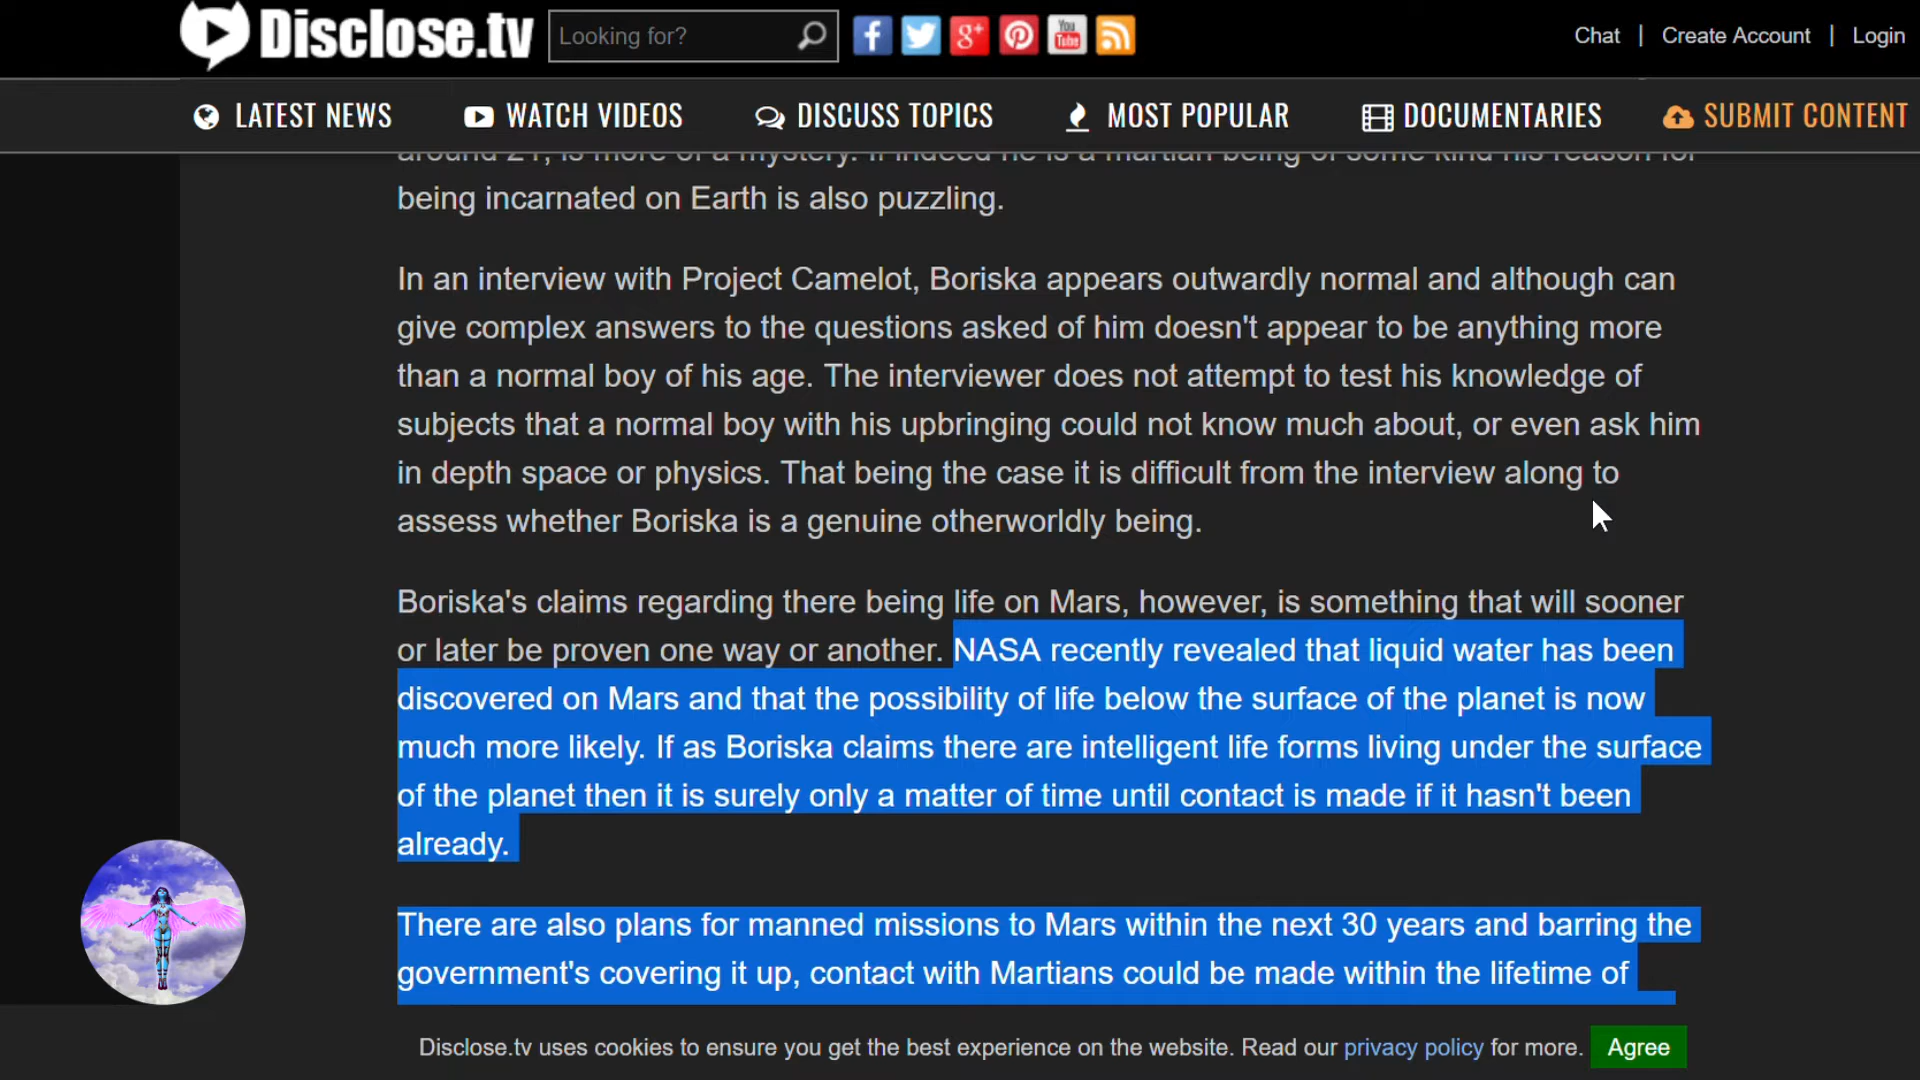 Disclose.tv
Looking for?
You Tube
Chat | Create Account | Login
LATEST NEWS
WATCH VIDEOS
DISCUSS TOPICS
MOST POPULAR
DOCUMENTARIES
SUBMIT CONTENT
around 21, is more of a mystery. If indeed he is a martian being of some kind his reason for
being incarnated on Earth is also puzzling.
In an interview with Project Camelot, Boriska appears outwardly normal and although can
give complex answers to the questions asked of him doesn't appear to be anything more
than a normal boy of his age. The interviewer does not attempt to test his knowledge of
subjects that a normal boy with his upbringing could not know much about, or even ask him
in depth space or physics. That being the case it is difficult from the interview along to
assess whether Boriska is a genuine otherworldly being.
Boriska's claims regarding there being life on Mars, however, is something that will sooner
or later be proven one way or another. NASA recently revealed that liquid water has been
discovered on Mars and that the possibility of life below the surface of the planet is now
much more likely. If as Boriska claims there are intelligent life forms living under the surface
of the planet then it is surely only a matter of time until contact is made if it hasn't been
already.
There are also plans for manned missions to Mars within the next 30 years and barring the
government's covering it up, contact with Martians could be made within the lifetime of
Disclose.tv uses cookies to ensure you get the best experience on the website. Read our privacy policy for more. Agree